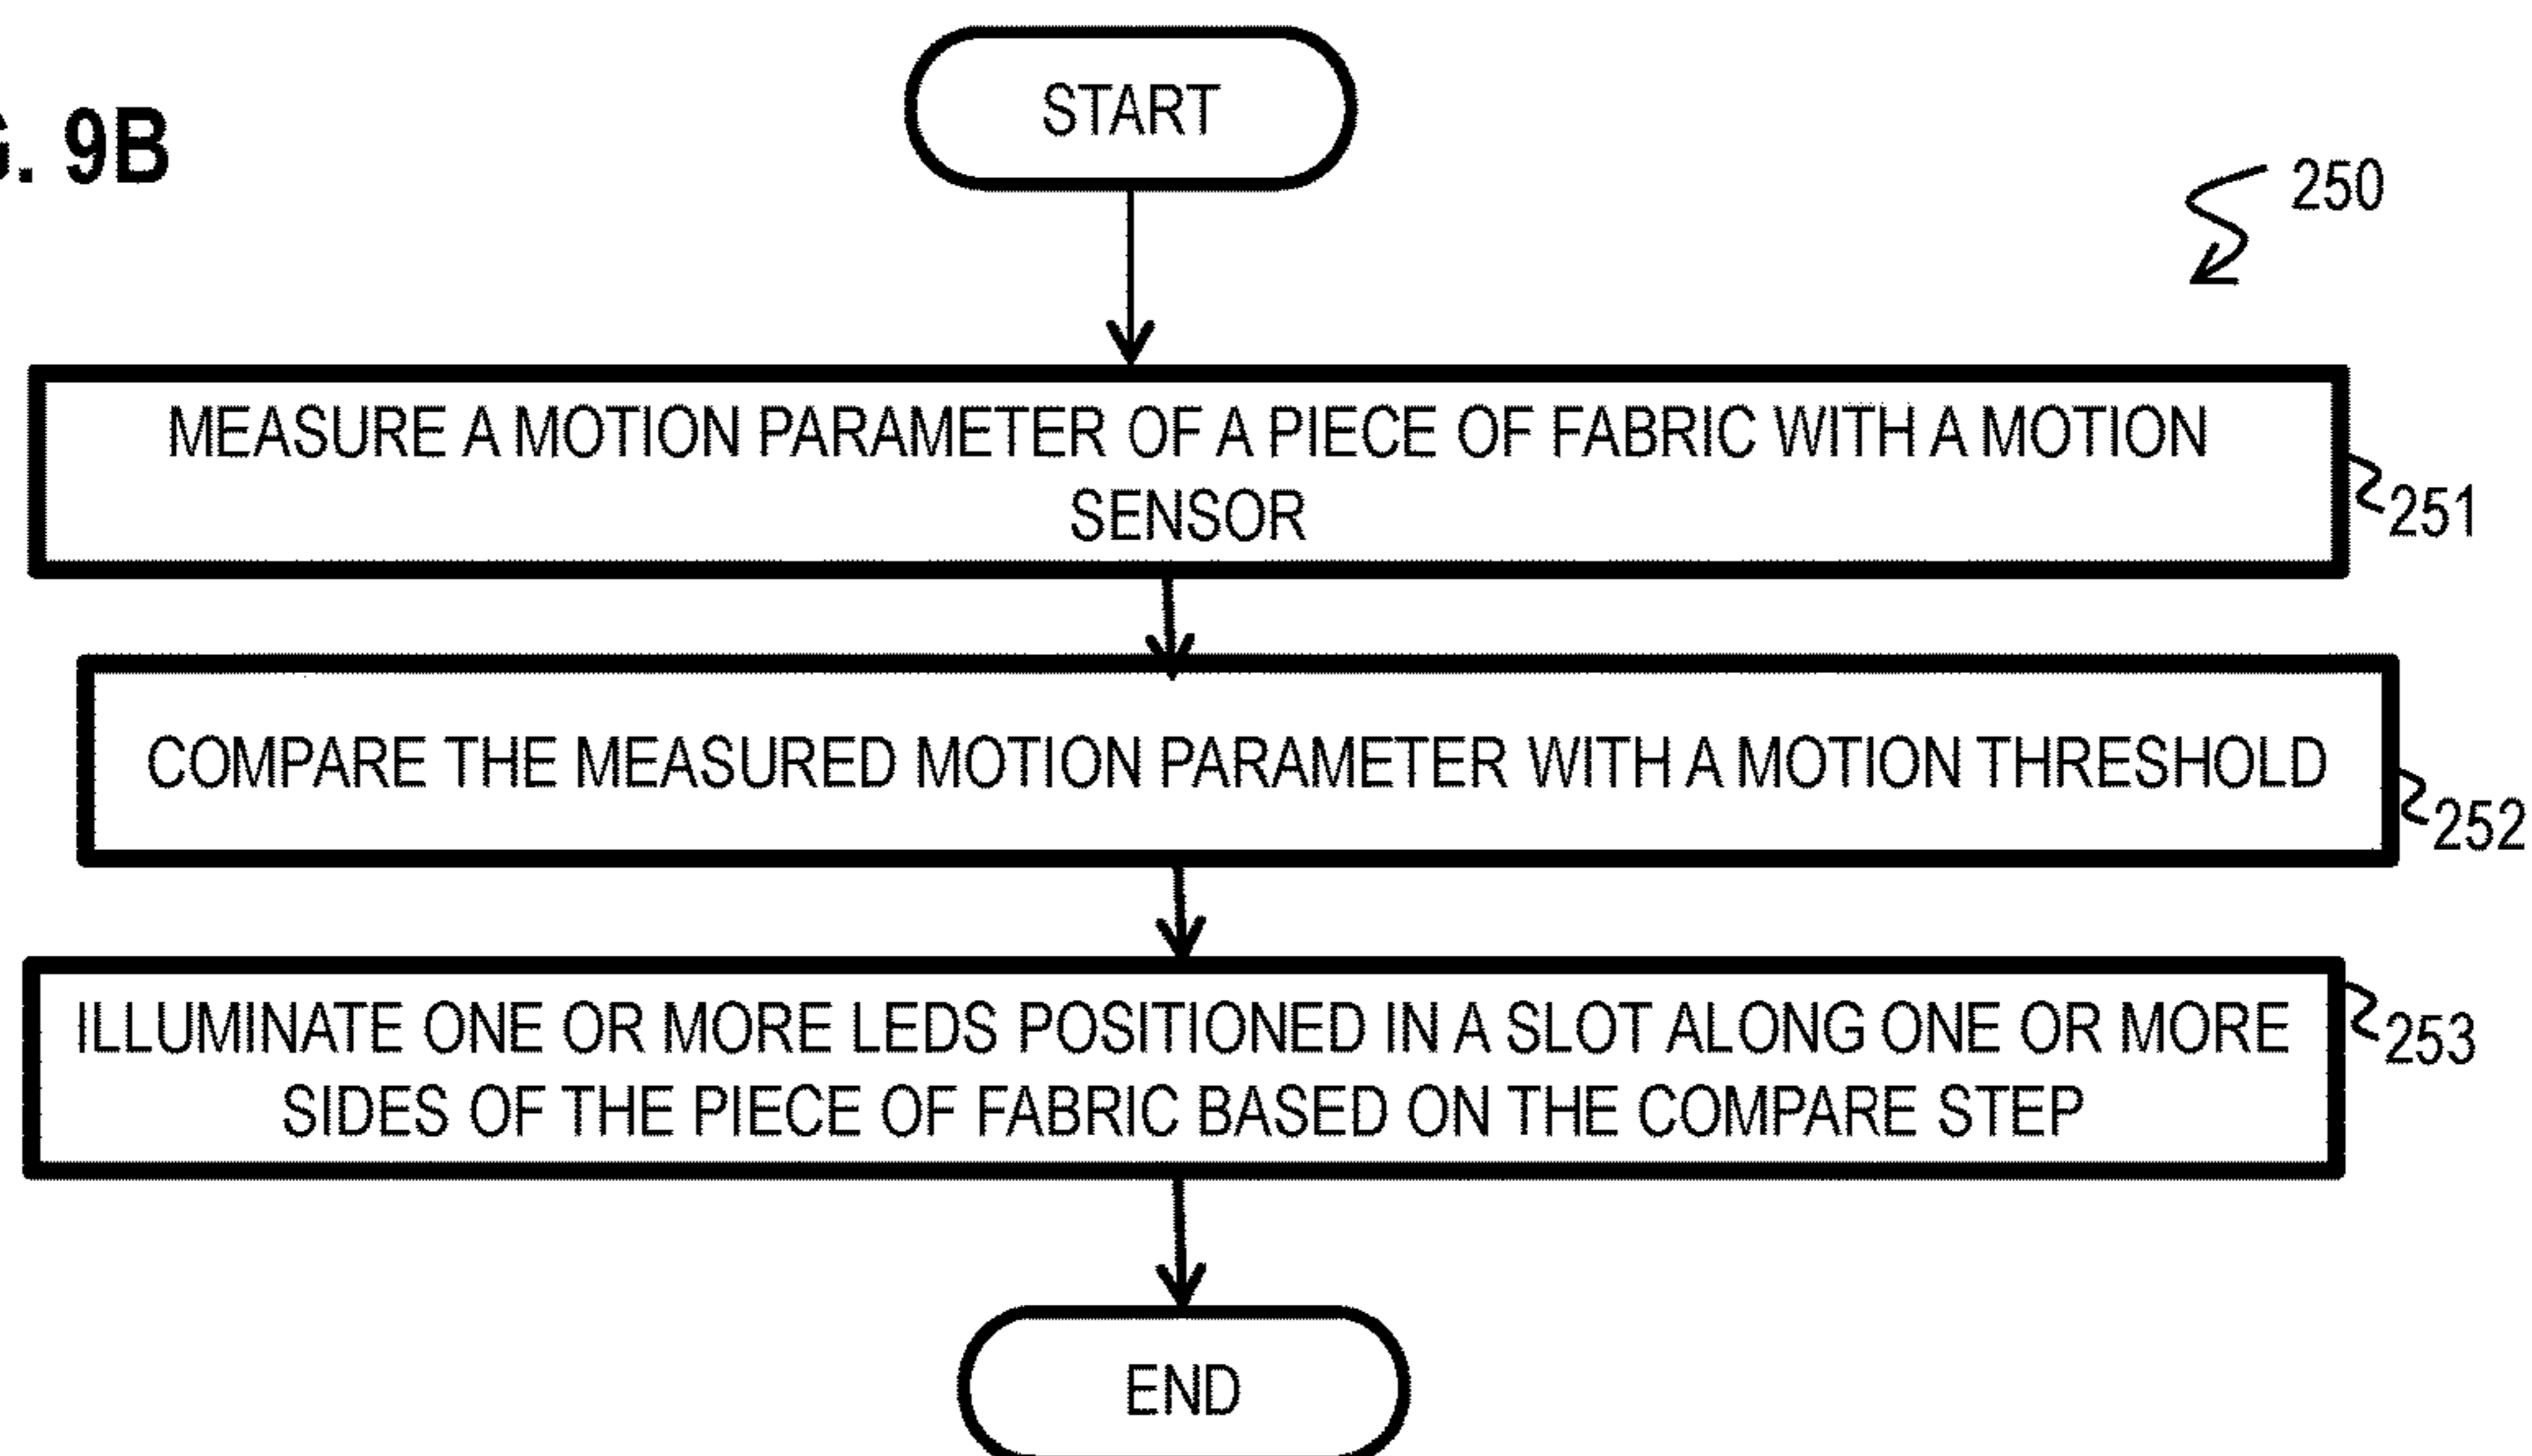 G. 9B
START
250
MEASURE A MOTION PARAMETER OF A PIECE OF FABRIC WITH A MOTION
SENSOR
251
COMPARE THE MEASURED MOTION PARAMETER WITH A MOTION THRESHOLD
252
ILLUMINATE ONE OR MORE LEDS POSITIONED IN A SLOT ALONG ONE OR MORE
SIDES OF THE PIECE OF FABRIC BASED ON THE COMPARE STEP
253
END